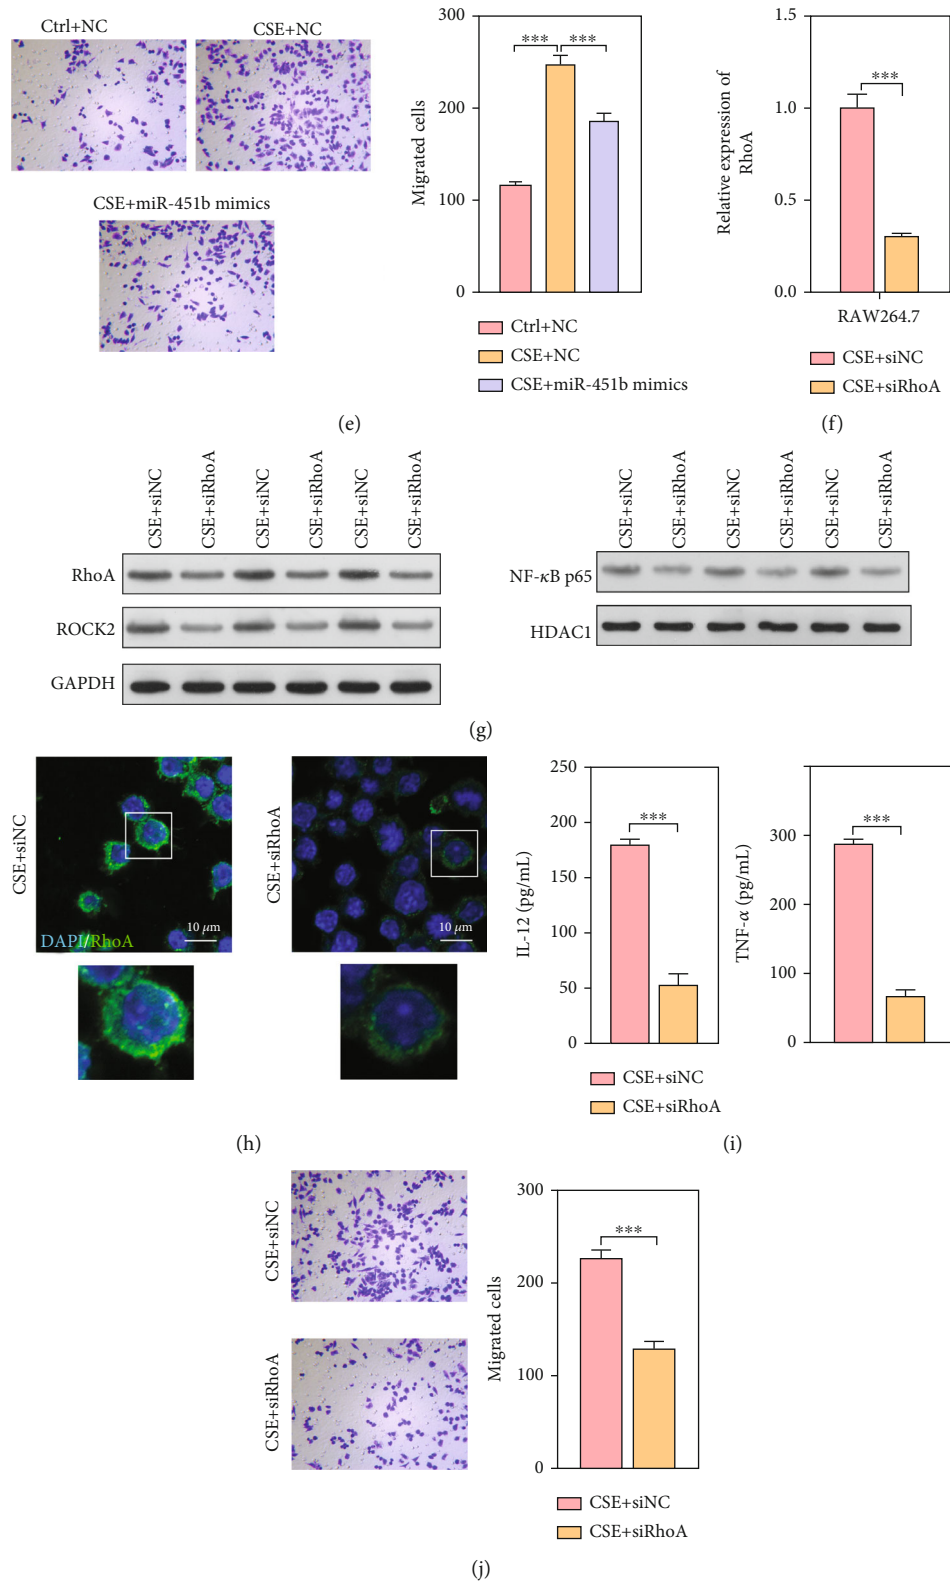 Ctrl+NC
CSE+NC
CSE+miR-451b mimics
Migrated cells
300
200
100
0
***
***
Ctrl+NC
CSE+NC
CSE+miR-451b mimics
(e)
Relative expression of
RhoA
1.5
1.0
0.5
0.0
***
RAW264.7
CSE+siNC
CSE+siRhoA
(f)
CSE+siNC
CSE+siRhoA
CSE+siNC
CSE+siRhoA
CSE+siNC
CSE+siRhoA
RhoA
ROCK2
GAPDH
CSE+siNC
CSE+siRhoA
CSE+siNC
CSE+siRhoA
CSE+siNC
CSE+siRhoA
NF-κB p65
HDAC1
(g)
CSE+siNC
DAPI/RhoA
10 μm
CSE+siRhoA
10 μm
(h)
IL-12 (pg/mL)
250
200
150
100
50
0
***
TNF-α (pg/mL)
300
200
100
0
***
CSE+siNC
CSE+siRhoA
(i)
CSE+siNC
CSE+siRhoA
Migrated cells
300
200
100
0
***
CSE+siNC
CSE+siRhoA
(j)